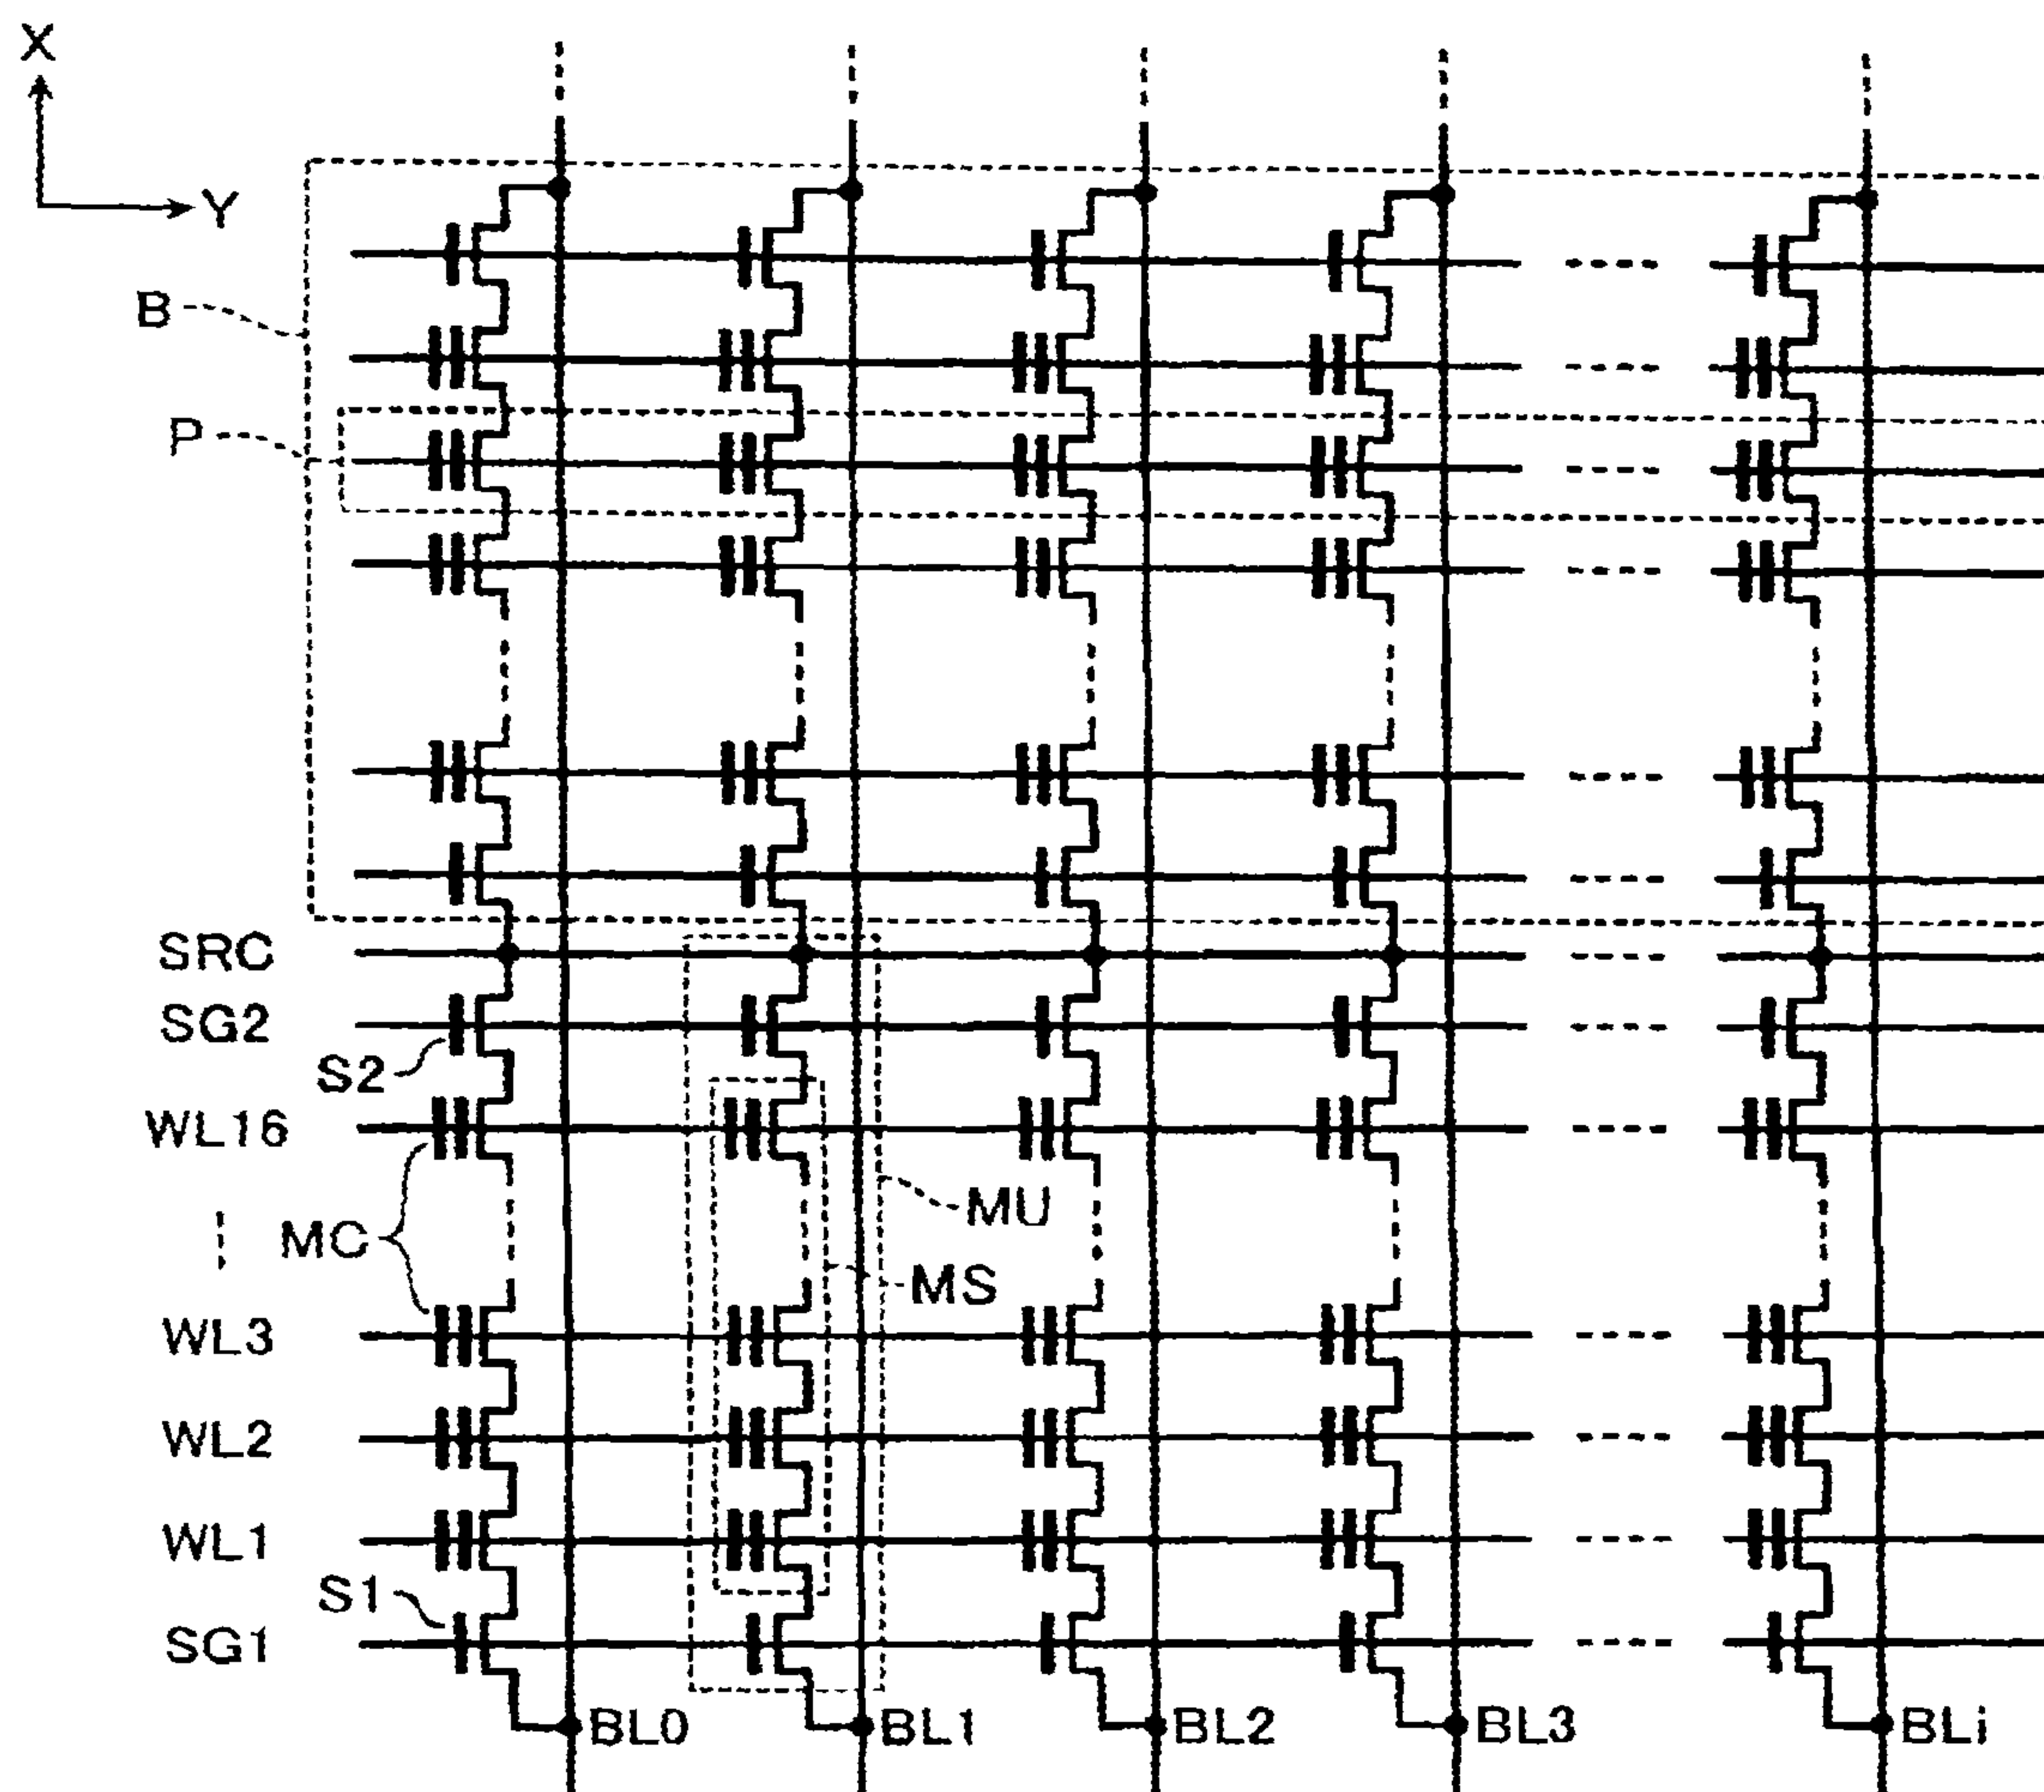 X
Y
B
P
SRC
SG2
S2
WL16
MU
MC
MS
WL3
WL2
WL1
S1
SG1
BL0 BL1 BL2 BL3 BLi